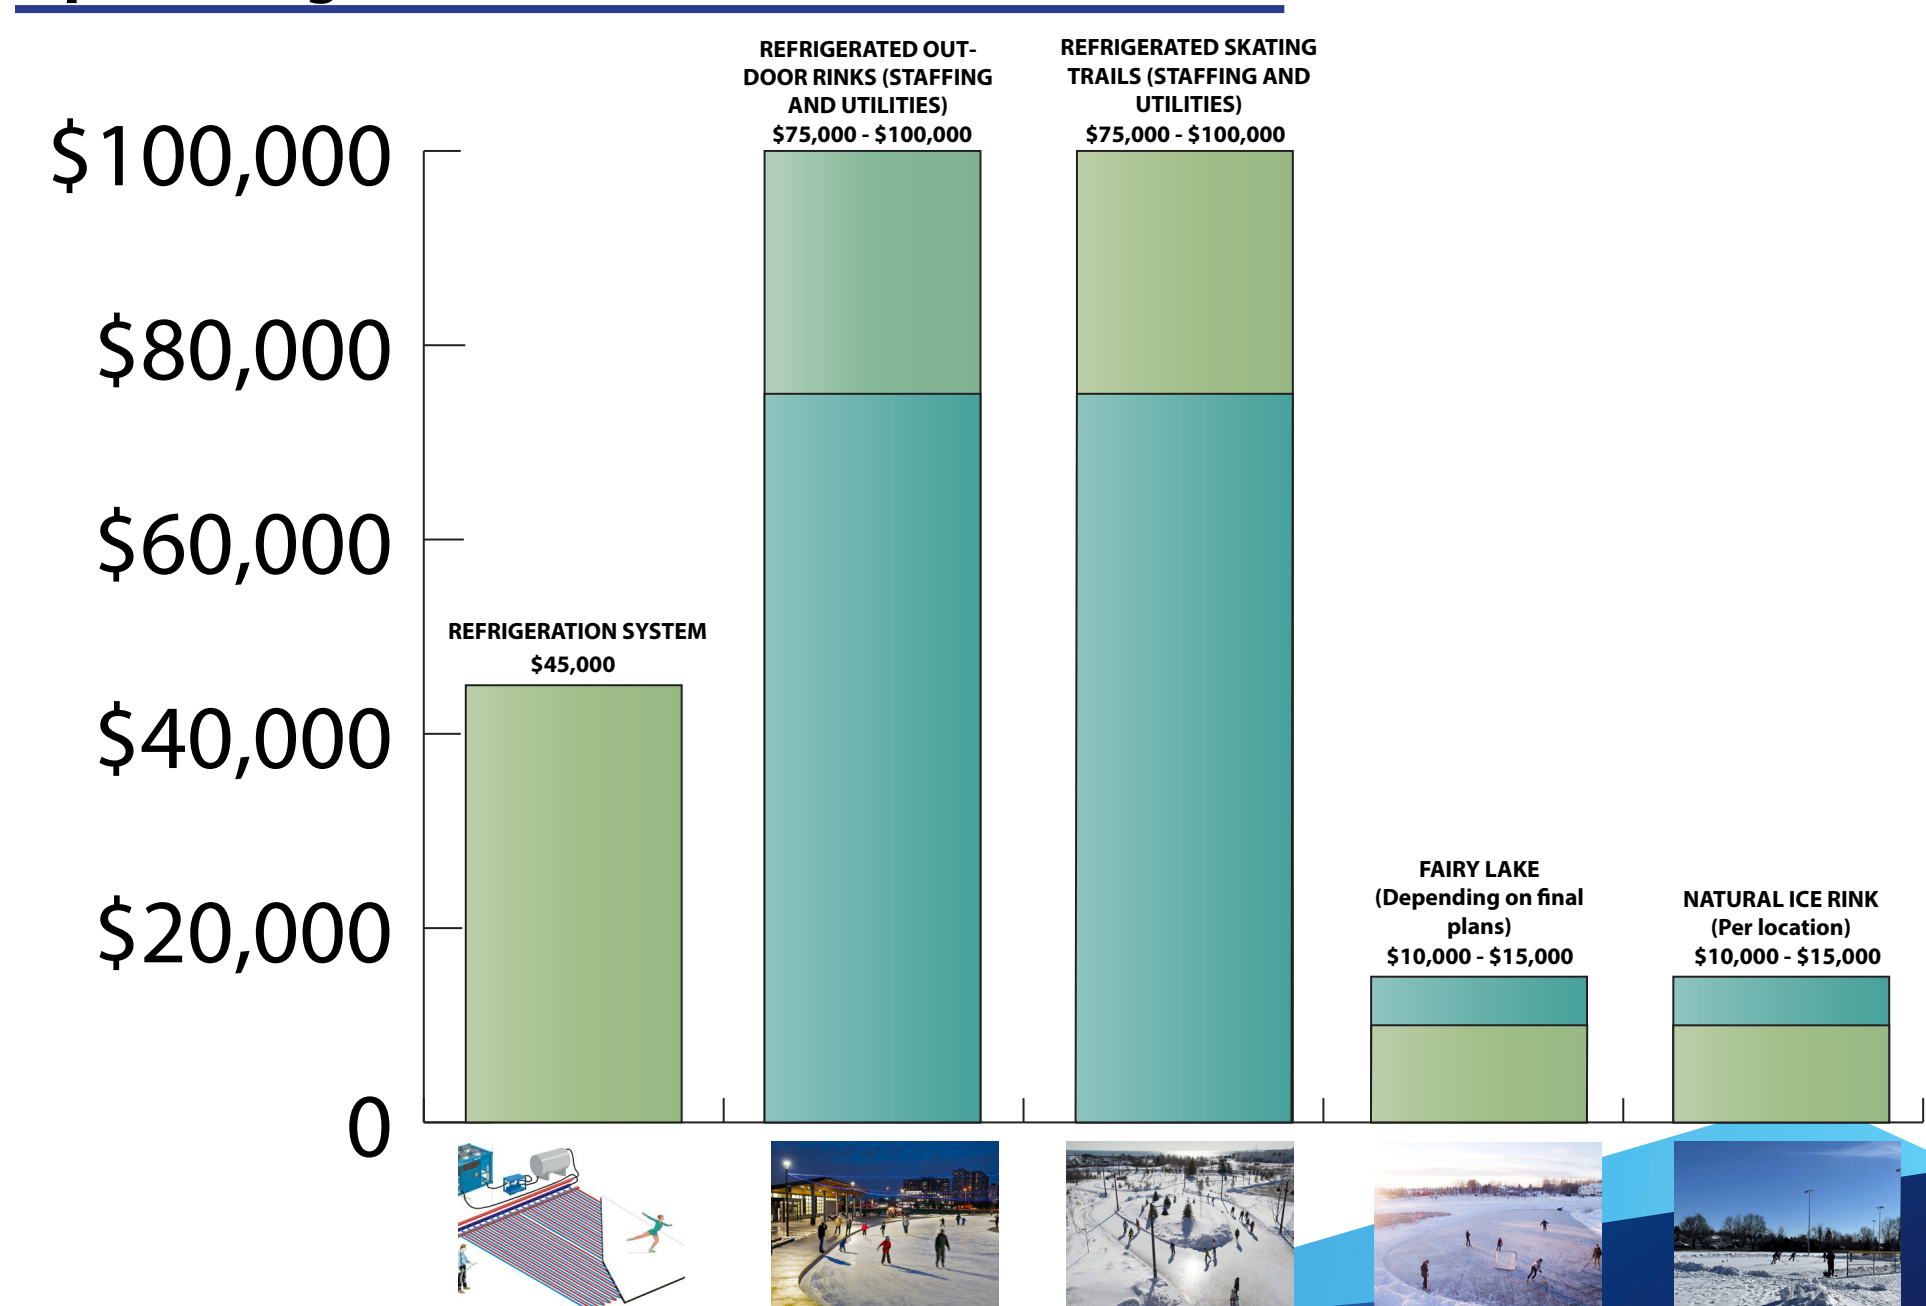 REFRIGERATED OUT-
DOOR RINKS (STAFFING
AND UTILITIES)
$75,000 - $100,000
REFRIGERATED SKATING
TRAILS (STAFFING AND
UTILITIES)
$75,000 - $100,000
$100,000
$80,000
$60,000
REFRIGERATION SYSTEM
$45,000
$40,000
FAIRY LAKE
(Depending on final
plans)
$10,000 - $15,000
NATURAL ICE RINK
(Per location)
$10,000 - $15,000
$20,000
0